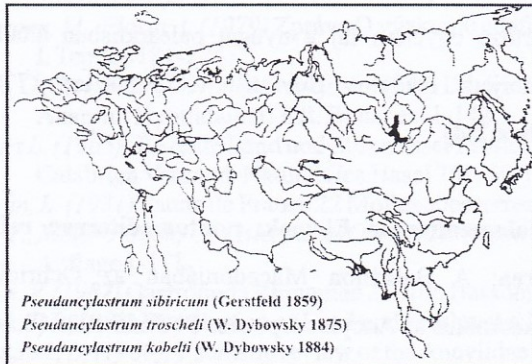 Pseudancylastrum sibiricum (Gerstfeld 1859)
Pseudancylastrum troscheli (W. Dybowsky 1875)
Pseudancylastrum kobelti (W. Dybowsky 1884)